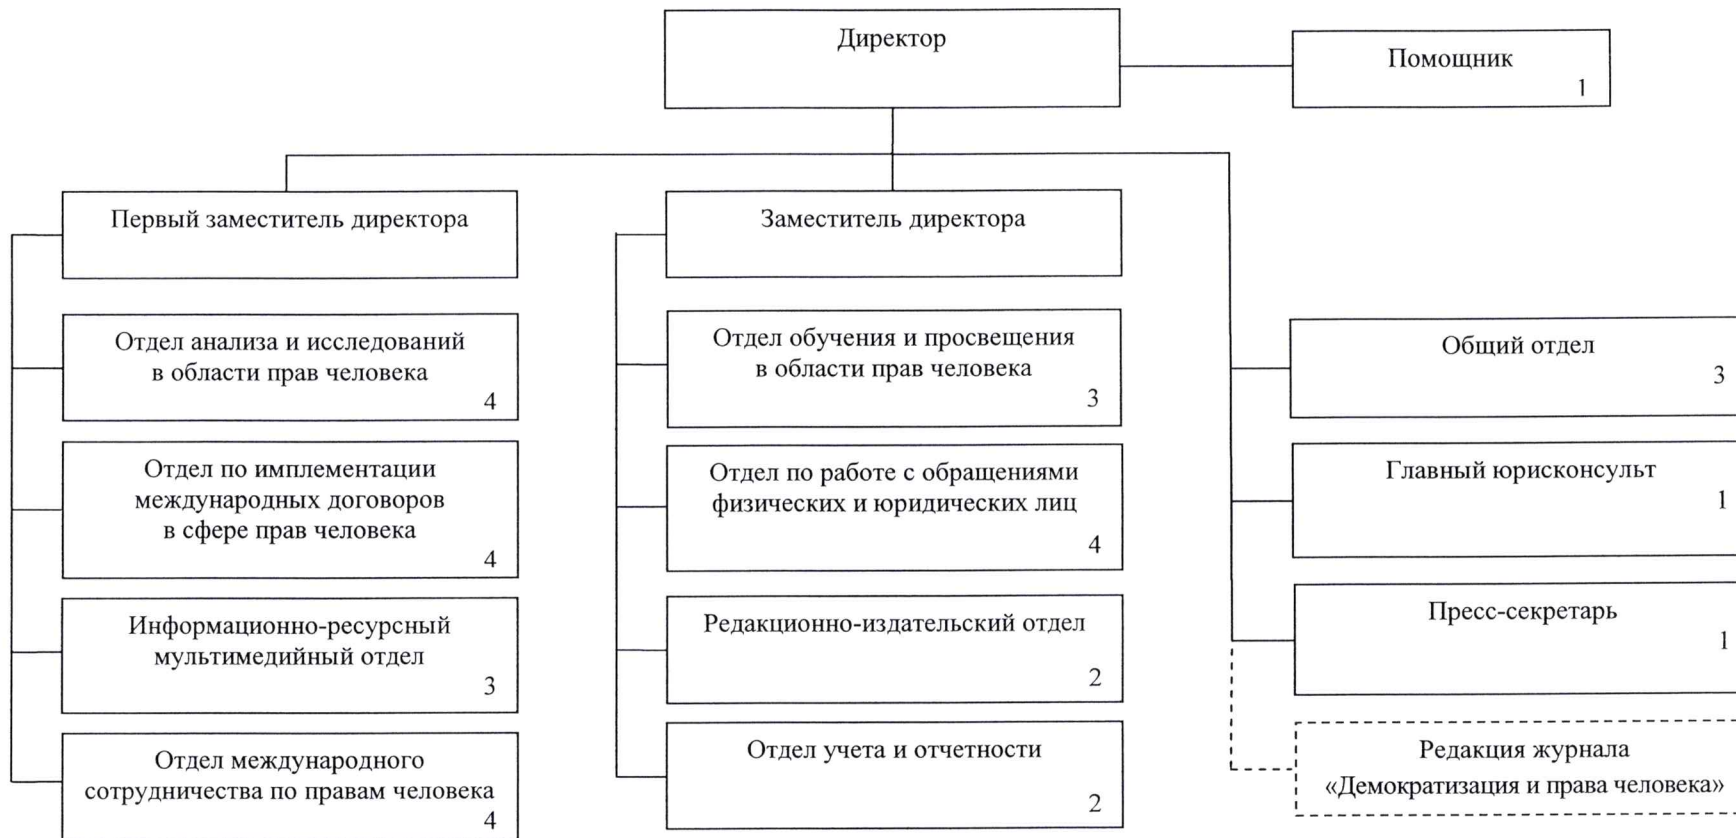 Директор
Помощник
1
Первый заместитель директора
Заместитель директора
Отдел анализа и исследований
в области прав человека
4
Отдел по имплементации
международных договоров
в сфере прав человека
4
Информационно-ресурсный
мультимедийный отдел
3
Отдел международного
сотрудничества по правам человека
4
Отдел обучения и просвещения
в области прав человека
3
Отдел по работе с обращениями
физических и юридических лиц
4
Редакционно-издательский отдел
2
Отдел учета и отчетности
2
Общий отдел
3
Главный юрисконсульт
1
Пресс-секретарь
1
Редакция журнала
«Демократизация и права человека»